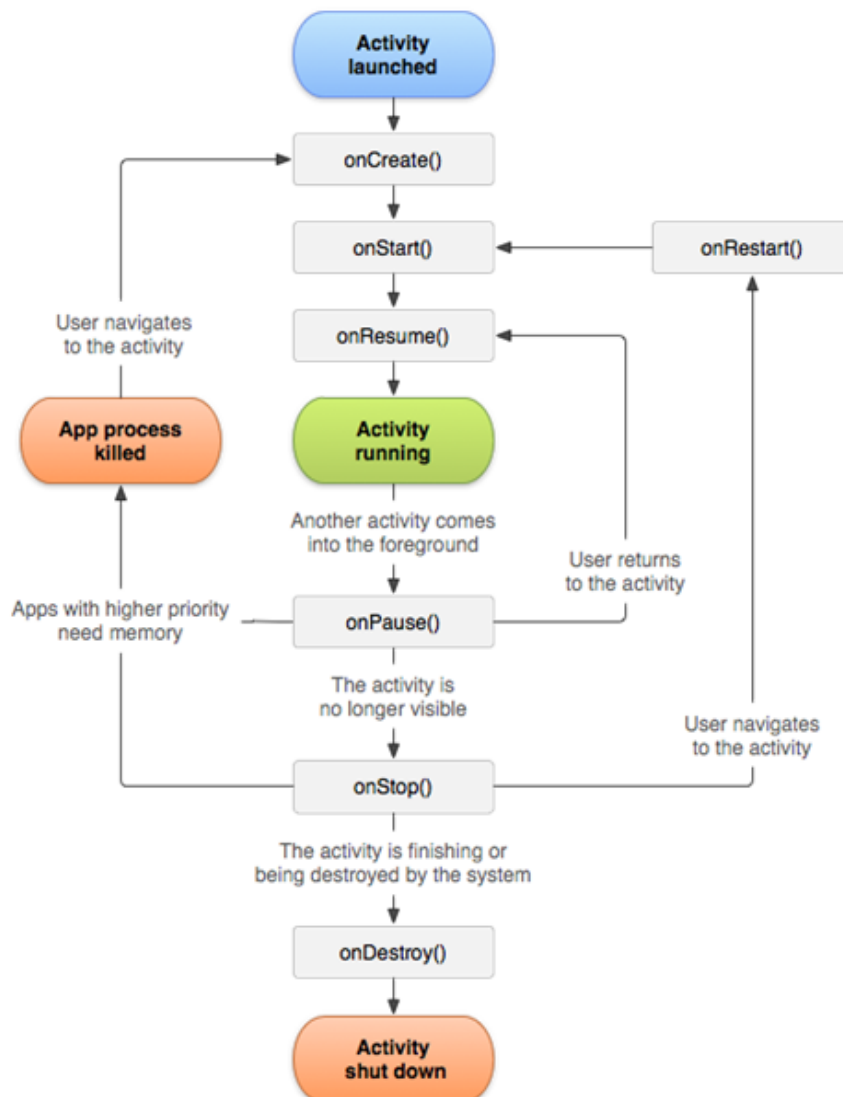 Activity
launched
onCreate()
onStart()
onRestart()
User navigates
to the activity
onResume()
App process
killed
Activity
running
Another activity comes
into the foreground
User returns
to the activity
Apps with higher priority
need memory
onPause()
The activity is
no longer visible
User navigates
to the activity
onStop()
The activity is finishing or
being destroyed by the system
onDestroy()
Activity
shut down